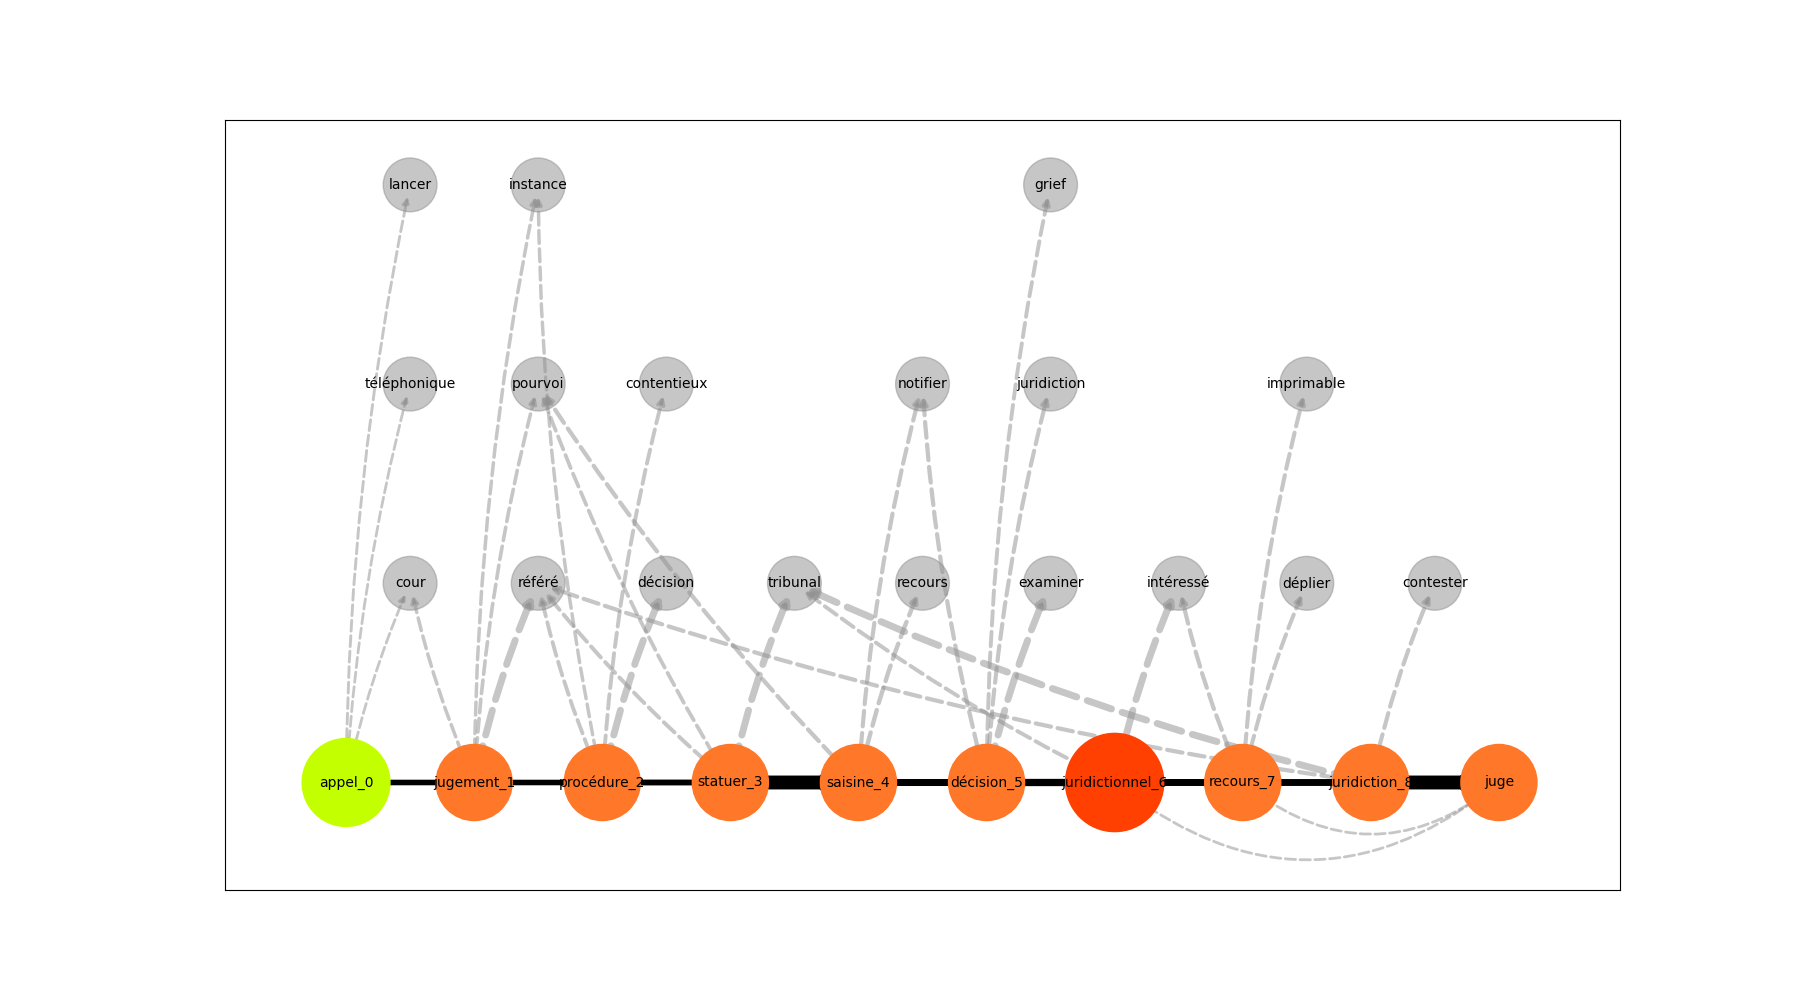 lancer instance grief
téléphonique pourvoi contentieux notifier juridiction imprimable
cour référé décision tribunal recours examiner intéressé déplier contester
appel_0 jugement_1 procédure_2 statuer_3 saisine_4 décision_5 juridictionnel_6 recours_7 juridiction_8 juge